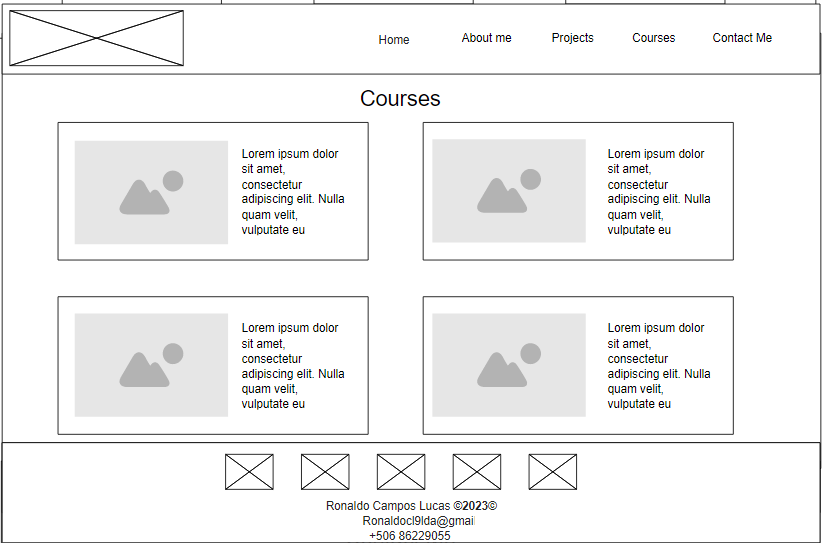 Home About me Projects Courses Contact Me
Courses
Lorem ipsum dolor
sit amet,
consectetur
adipiscing elit. Nulla
quam velit,
vulputate eu
Lorem ipsum dolor
sit amet,
consectetur
adipiscing elit. Nulla
quam velit,
vulputate eu
Lorem ipsum dolor
sit amet,
consectetur
adipiscing elit. Nulla
quam velit,
vulputate eu
Lorem ipsum dolor
sit amet,
consectetur
adipiscing elit. Nulla
quam velit,
vulputate eu
Ronaldo Campos Lucas ©2023©
Ronaldocl9lda@gmai
+506 86229055